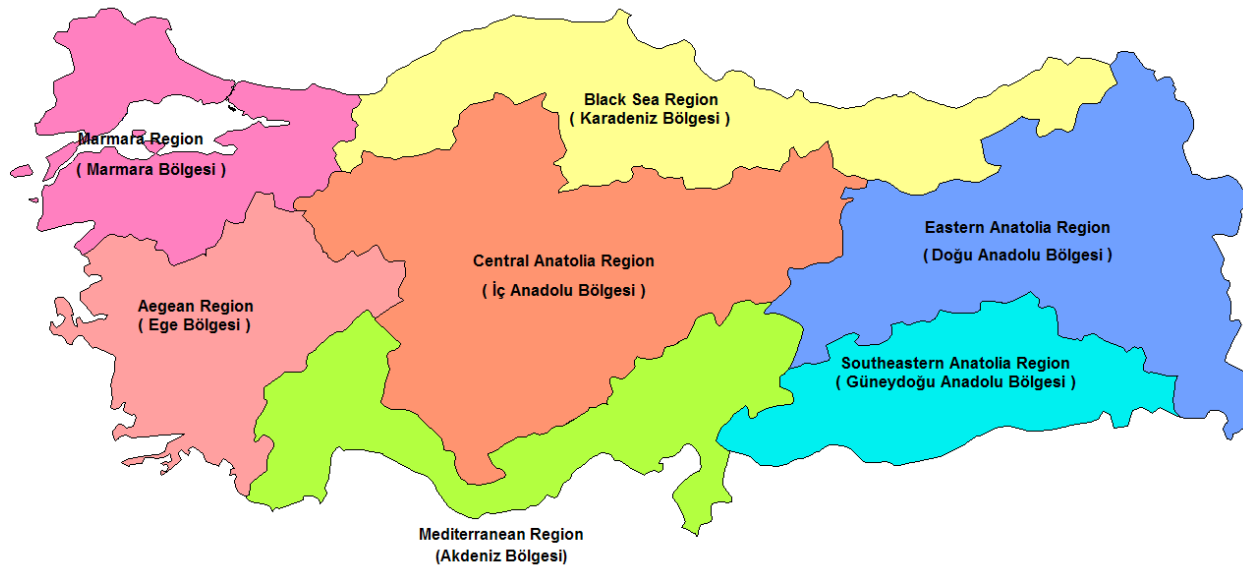 Black Sea Region
( Karadeniz Bölgesi )
Marmara Region
( Marmara Bölgesi )
Eastern Anatolia Region
( Doğu Anadolu Bölgesi )
Central Anatolia Region
( İç Anadolu Bölgesi )
Aegean Region
( Ege Bölgesi )
Southeastern Anatolia Region
( Güneydoğu Anadolu Bölgesi )
Mediterranean Region
(Akdeniz Bölgesi)